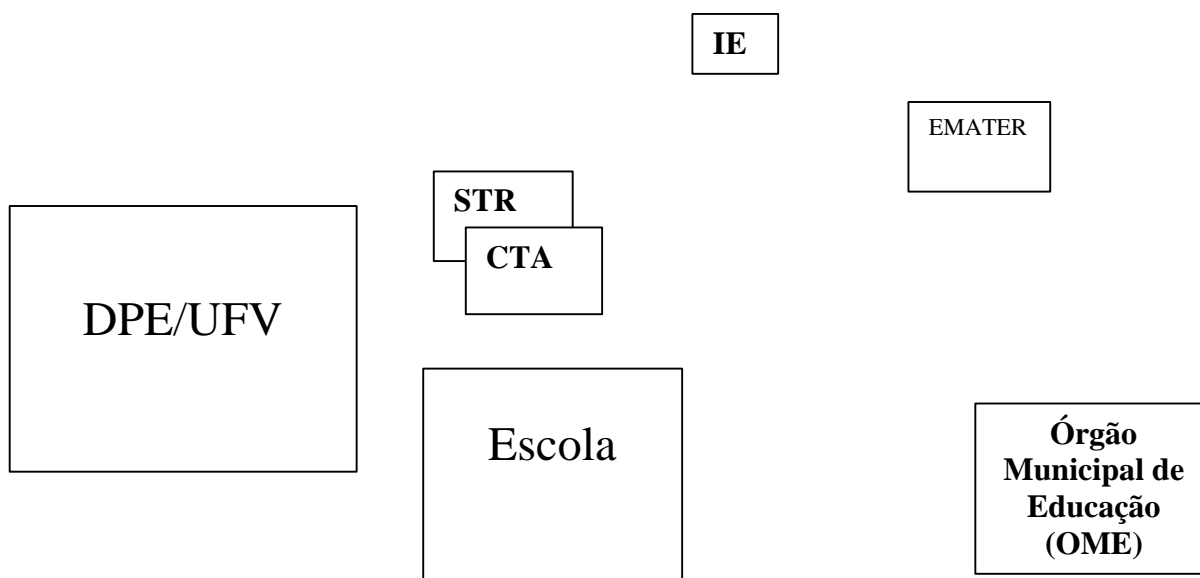 IE
EMATER
STR
CTA
DPE/UFV
Escola
Órgão
Municipal de
Educação
(OME)